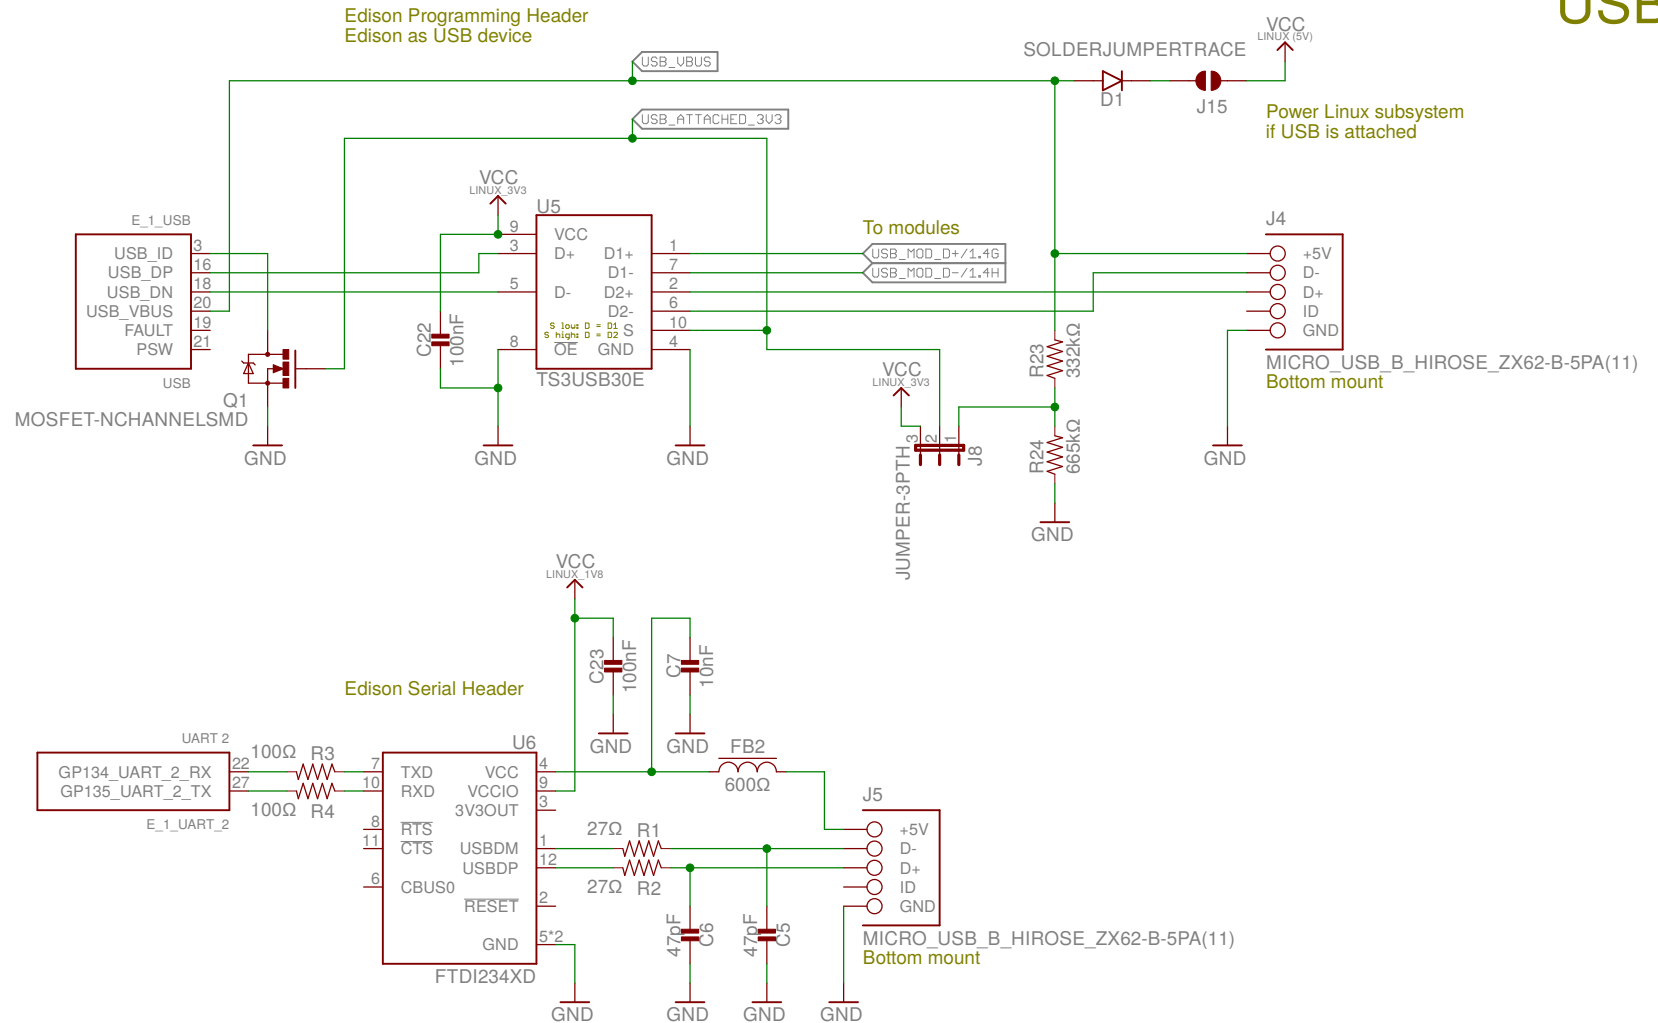 USB
Edison Programming Header
Edison as USB device
USB_VBUS
SOLDERJUMPERTRACE
VCC
LINUX (5V)
D1
J15
USB_ATTACHED_3V3
Power Linux subsystem
if USB is attached
VCC
LINUX_3V3
E_1_USB
USB_ID
USB_DP
USB_DN
USB_VBUS
FAULT
PSW
3
16
18
20
19
21
USB
Q1
MOSFET-NCHANNELSMD
GND
C22
100nF
GND
U5
9
3
5
8
VCC
D+
D-
OE
D1+
D1-
D2+
D2-
S
GND
S low: D = D1
S high: D = D2
1
7
2
6
10
4
TS3USB30E
GND
To modules
USB_MOD_D+/1.4G
USB_MOD_D-/1.4H
VCC
LINUX_3V3
3
2
1
J8
JUMPER-3PTH
R23
332kΩ
R24
665kΩ
GND
J4
+5V
D-
D+
ID
GND
MICRO_USB_B_HIROSE_ZX62-B-5PA(11)
Bottom mount
GND
VCC
LINUX_1V8
C23
100nF
GND
C7
10nF
GND
Edison Serial Header
UART 2
GP134_UART_2_RX
GP135_UART_2_TX
22
27
E_1_UART_2
100Ω
R3
100Ω
R4
U6
7
10
8
11
6
TXD
RXD
RTS
CTS
CBUS0
VCC
VCCIO
3V3OUT
USBDM
USBDP
RESET
GND
4
9
3
1
12
2
5*2
FTDI234XD
GND
FB2
600Ω
27Ω
R1
27Ω
R2
47pF
C6
GND
47pF
C5
GND
J5
+5V
D-
D+
ID
GND
MICRO_USB_B_HIROSE_ZX62-B-5PA(11)
Bottom mount
GND